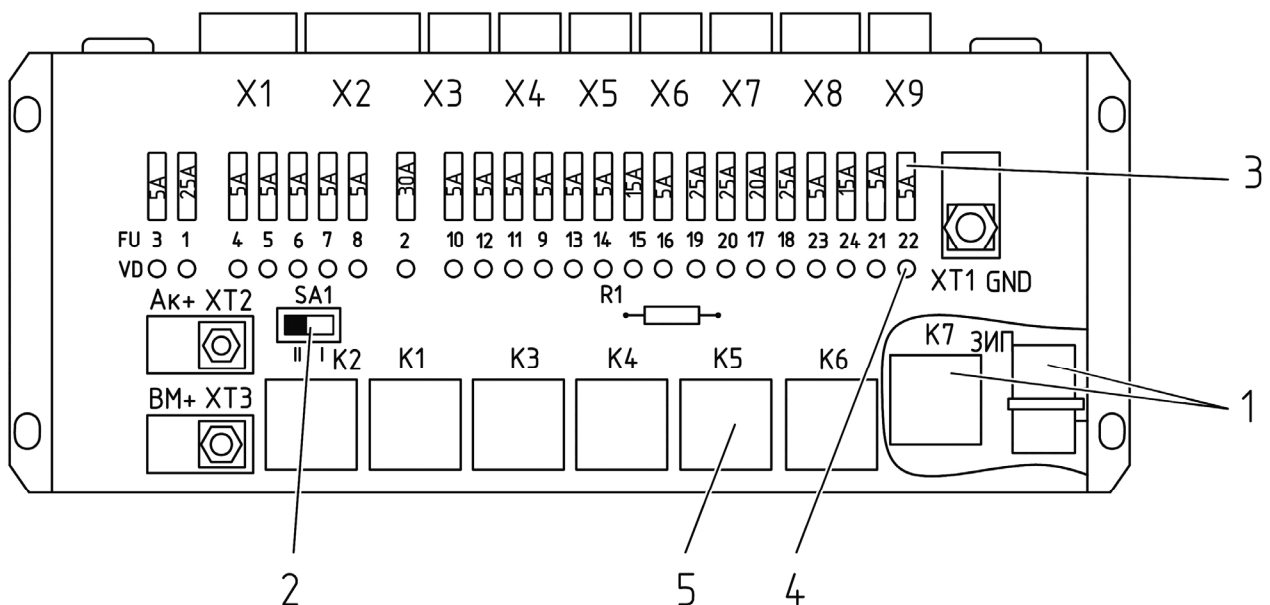 X1 X2 X3 X4 X5 X6 X7 X8 X9
5A 25A 5A 5A 5A 5A 5A 30A 5A 5A 5A 5A 5A 5A 15A 5A 25A 25A 20A 25A 5A 15A 5A 5A
3
FU 3 1 4 5 6 7 8 2 10 12 11 9 13 14 15 16 19 20 17 18 23 24 21 22
VD
XT1 GND
Ак+ XT2
SA1
R1
II I
K2 K1 K3 K4 K5 K6 K7 ЗИП
ВМ+ XT3
1
2 5 4